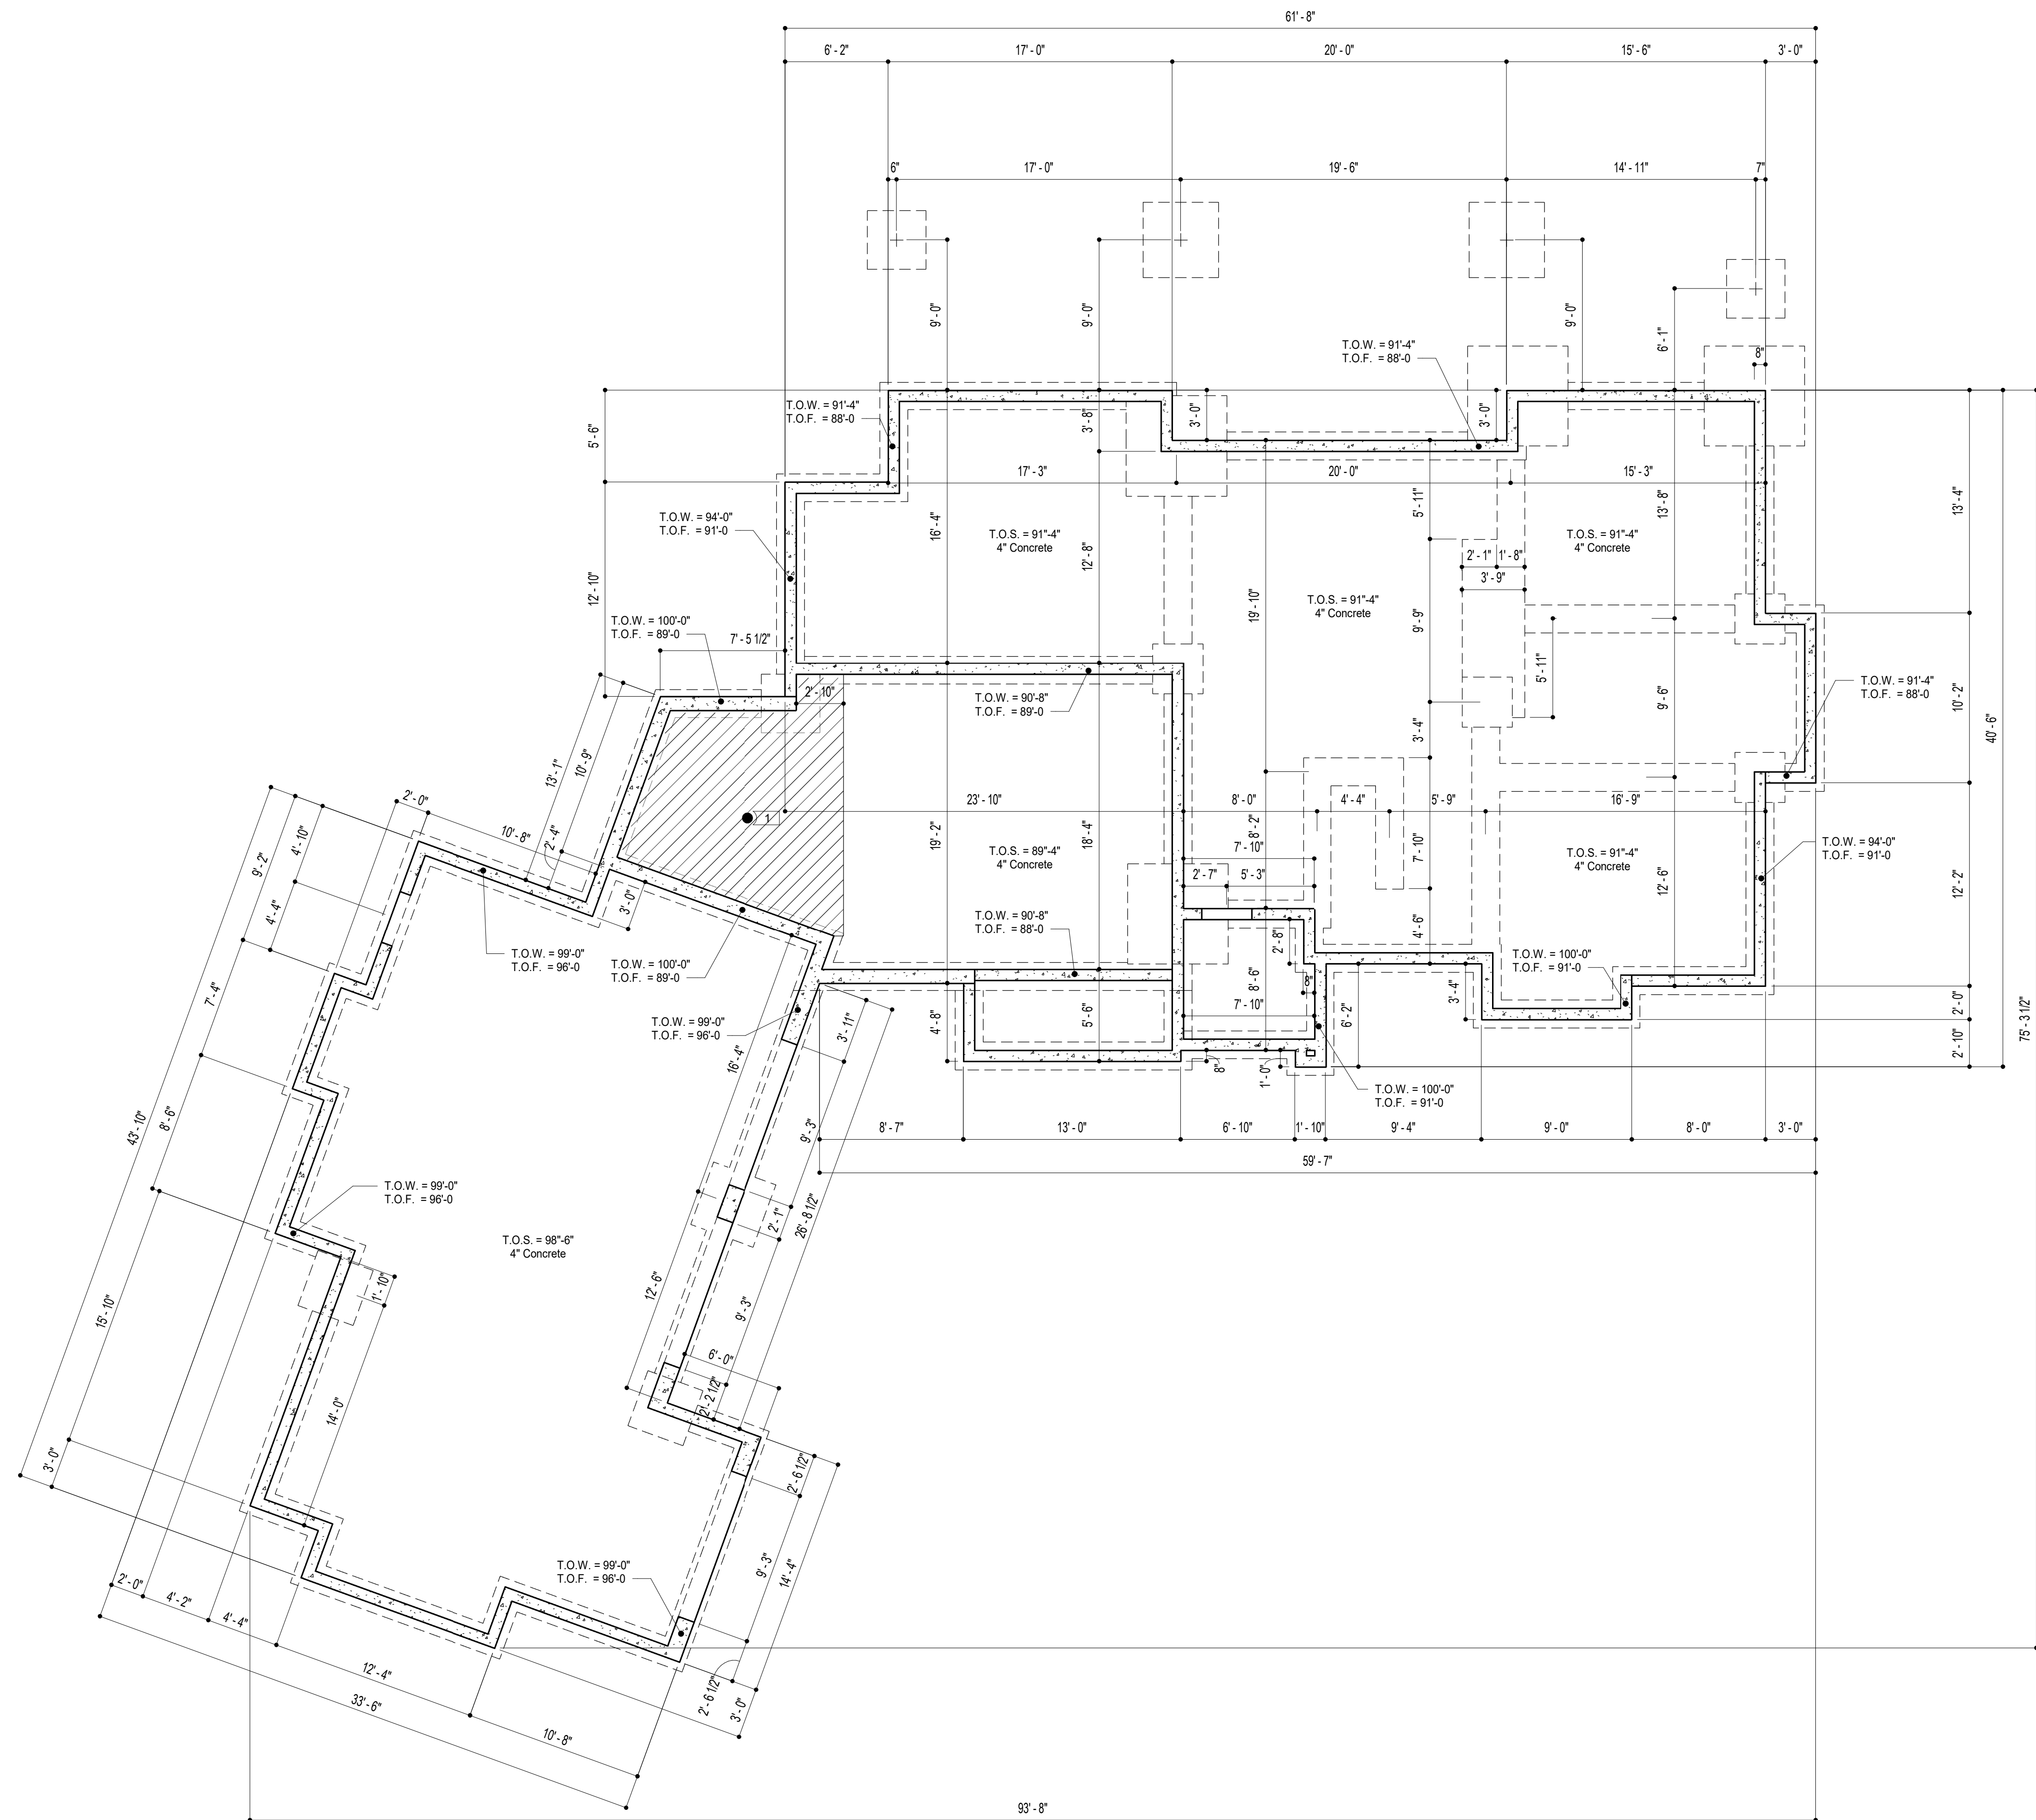 61' - 8"
6' - 2" 17' - 0" 20' - 0" 15' - 6" 3' - 0"
6" 17' - 0" 19' - 6" 14' - 11" 7"
9' - 0" 9' - 0" 9' - 0" 6' - 1"
8"
T.O.W. = 91'-4"
T.O.F. = 88'-0
T.O.W. = 91'-4"
T.O.F. = 88'-0
5' - 6" 3' - 8" 3' - 0" 3' - 0"
17' - 3" 20' - 0" 15' - 3"
16' - 4" 12' - 8" 5' - 11" 13' - 8" 13' - 4"
T.O.W. = 94'-0"
T.O.F. = 91'-0
T.O.S. = 91"-4"
4" Concrete
T.O.S. = 91"-4"
4" Concrete
2' - 1" 1' - 8"
3' - 9"
12' - 10"
T.O.S. = 91"-4"
4" Concrete
19' - 10" 9' - 9"
T.O.W. = 100'-0"
T.O.F. = 89'-0
7' - 5 1/2"
5' - 11" 9' - 6" 10' - 2" 40' - 6"
2' - 10"
T.O.W. = 90'-8"
T.O.F. = 89'-0
T.O.W. = 91'-4"
T.O.F. = 88'-0
3' - 4"
13' - 1" 10' - 9"
2' - 0" 10' - 8" 2' - 4"
1
23' - 10" 8' - 0" 4' - 4" 5' - 9" 16' - 9"
19' - 2" 18' - 4" 8' - 2" 7' - 10"
7' - 10"
2' - 7" 5' - 3"
T.O.S. = 89"-4"
4" Concrete
T.O.S. = 91"-4"
4" Concrete
T.O.W. = 94'-0"
T.O.F. = 91'-0
12' - 6" 12' - 2"
9' - 2" 4' - 10" 4' - 4"
3' - 0"
T.O.W. = 90'-8"
T.O.F. = 88'-0
4' - 6"
2' - 8"
T.O.W. = 99'-0"
T.O.F. = 96'-0
T.O.W. = 100'-0"
T.O.F. = 89'-0
T.O.W. = 100'-0"
T.O.F. = 91'-0
8' - 6" 8" 3' - 4"
7' - 10"
6' - 2" 2' - 0"
75' - 3 1/2"
7' - 4"
T.O.W. = 99'-0"
T.O.F. = 96'-0
4' - 8" 5' - 6"
3' - 11" 16' - 4"
8" 1' - 0" 2' - 10"
T.O.W. = 100'-0"
T.O.F. = 91'-0
43' - 10" 8' - 6"
9' - 3"
8' - 7" 13' - 0" 6' - 10" 1' - 10" 9' - 4" 9' - 0" 8' - 0" 3' - 0"
59' - 7"
T.O.W. = 99'-0"
T.O.F. = 96'-0
26' - 8 1/2"
2' - 1"
T.O.S. = 98"-6"
4" Concrete
1' - 10" 12' - 6" 9' - 3"
15' - 10"
6' - 0"
2' - 2 1/2"
14' - 0"
3' - 0"
2' - 6 1/2"
T.O.W. = 99'-0"
T.O.F. = 96'-0
9' - 3" 14' - 4"
2' - 0"
4' - 2"
4' - 4"
12' - 4"
2' - 6 1/2" 3' - 0"
33' - 6"
10' - 8"
93' - 8"